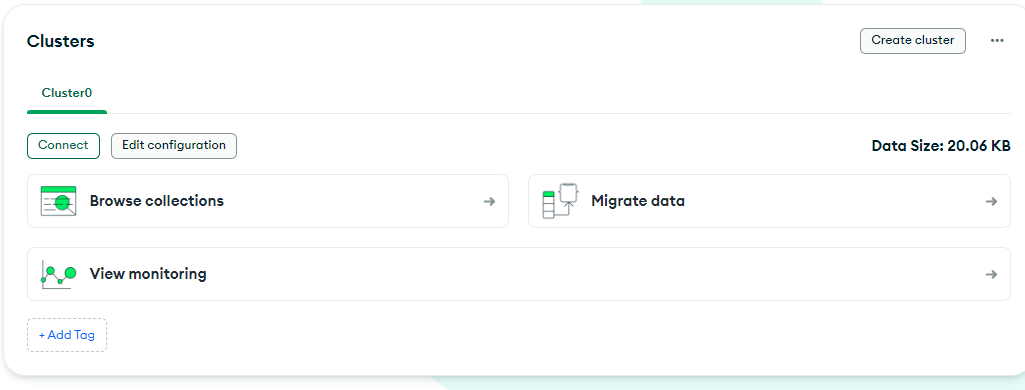 Clusters
Create cluster
Cluster0
Connect
Edit configuration
Data Size: 20.06 KB
Browse collections
Migrate data
View monitoring
+ Add Tag